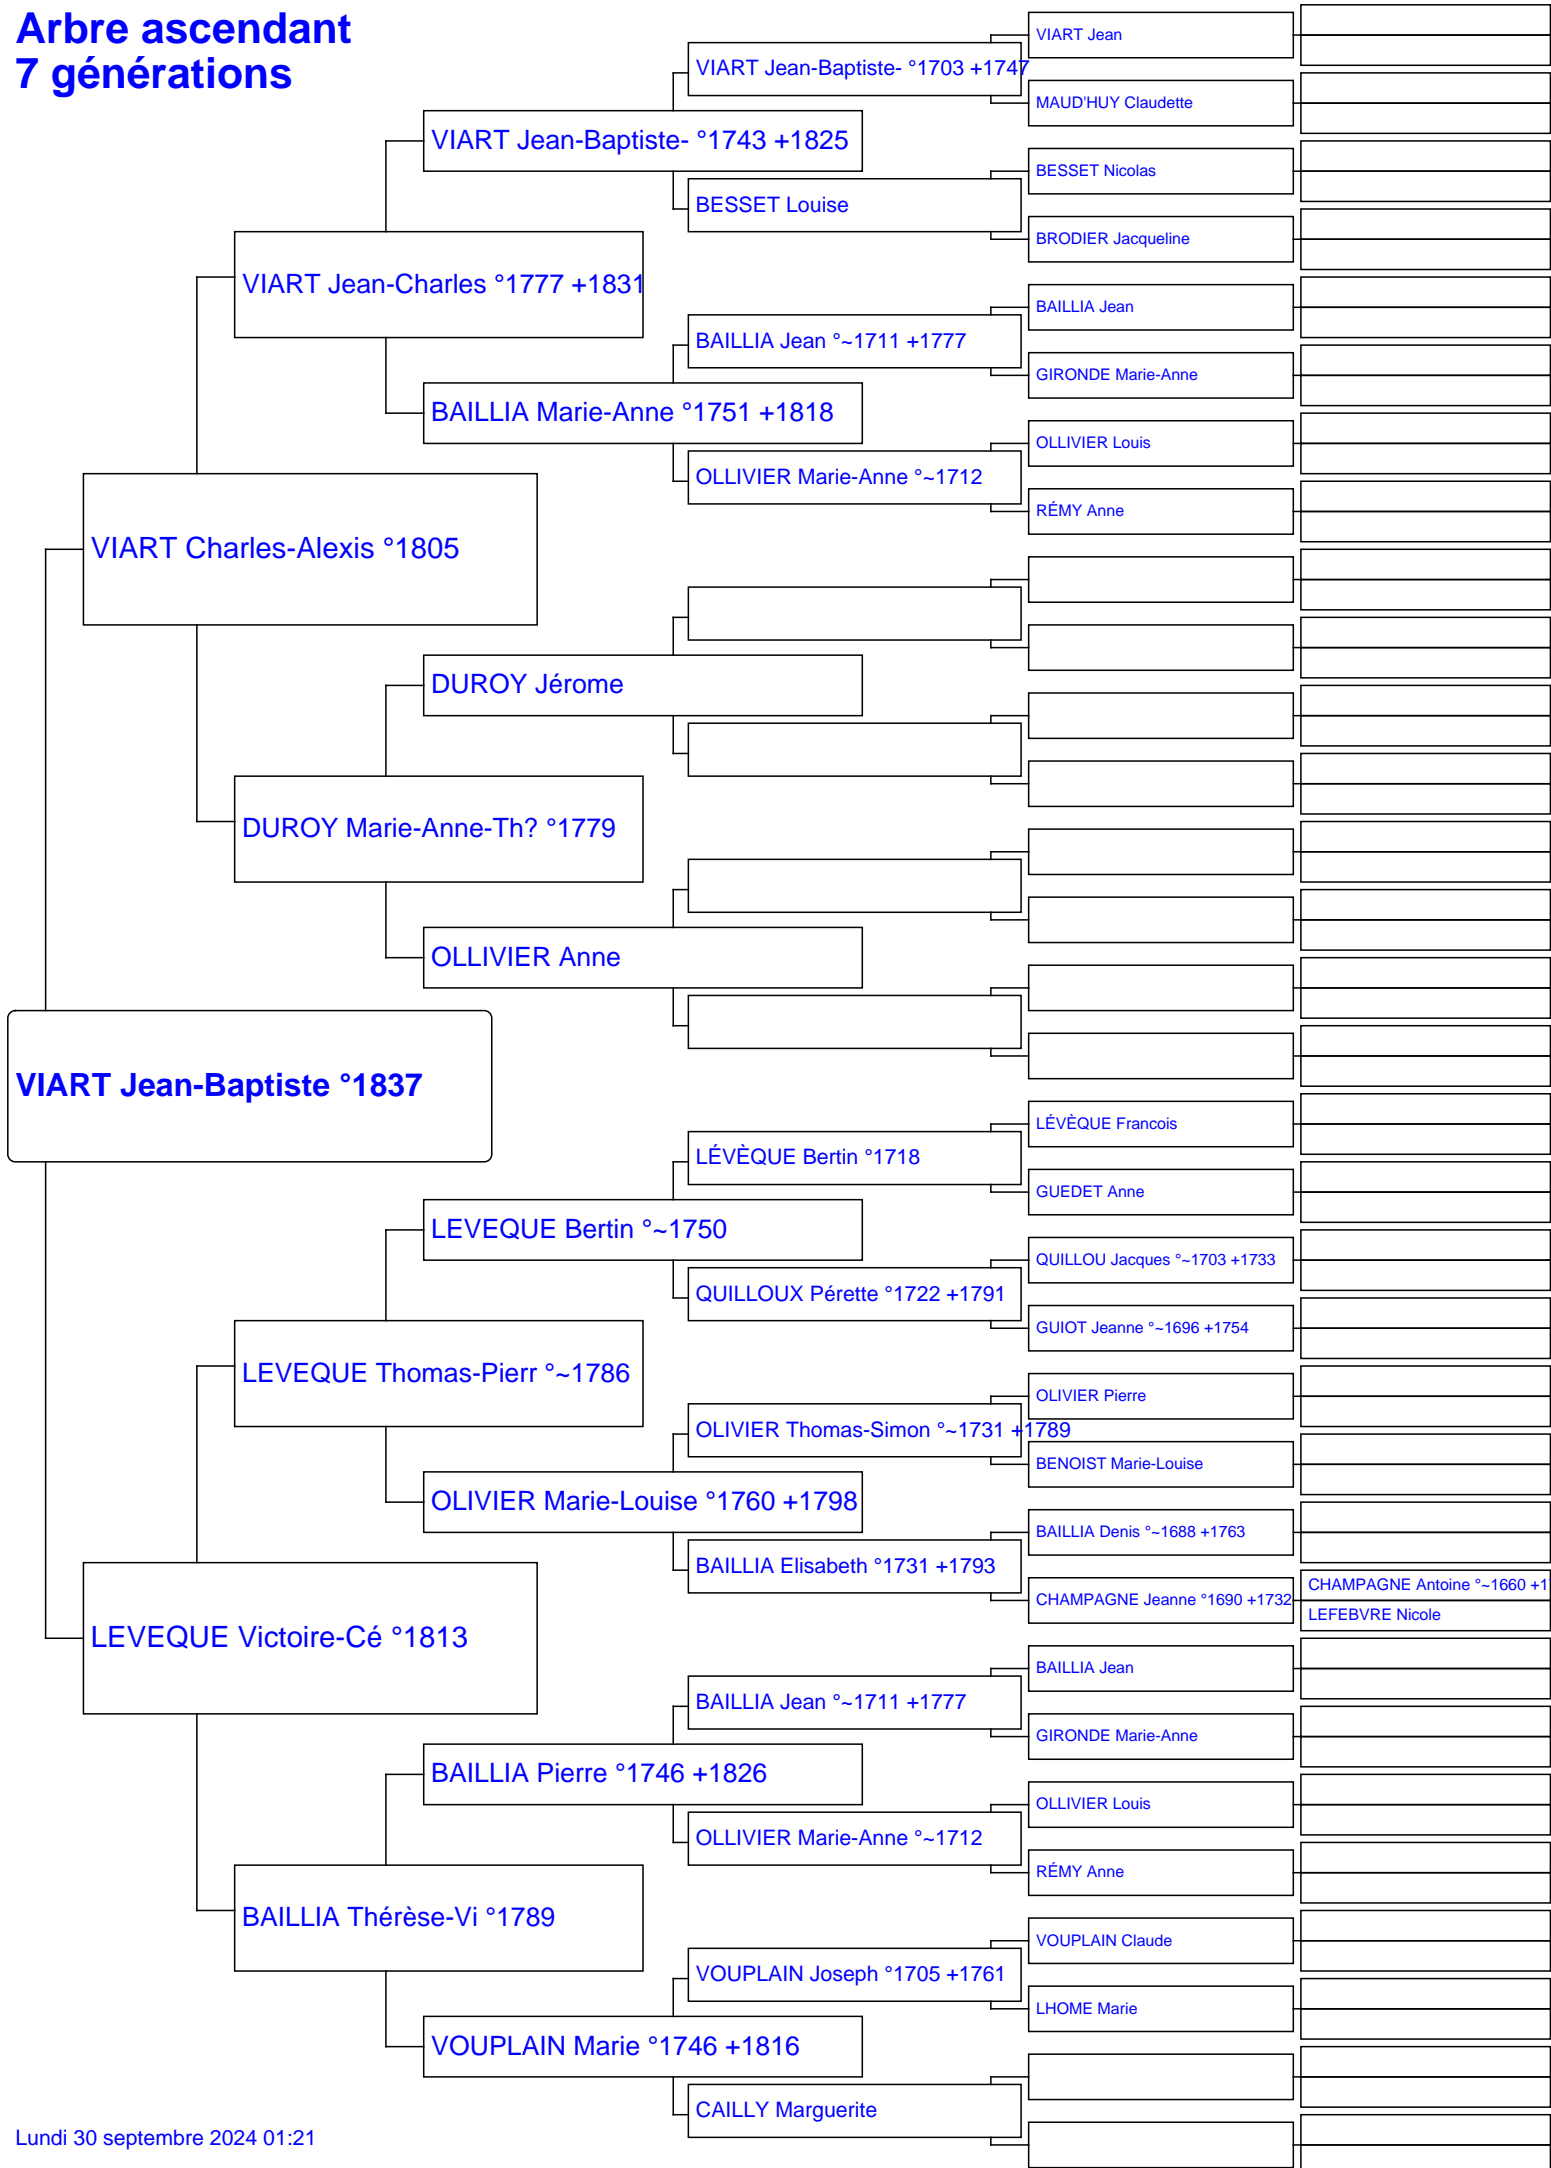 Arbre ascendant
7 générations
VIART Jean-Baptiste °1837
VIART Charles-Alexis °1805
LEVEQUE Victoire-Cé °1813
VIART Jean-Charles °1777 +1831
DUROY Marie-Anne-Th? °1779
LEVEQUE Thomas-Pierr °~1786
BAILLIA Thérèse-Vi °1789
VIART Jean-Baptiste- °1743 +1825
BAILLIA Marie-Anne °1751 +1818
DUROY Jérome
OLLIVIER Anne
LEVEQUE Bertin °~1750
OLIVIER Marie-Louise °1760 +1798
BAILLIA Pierre °1746 +1826
VOUPLAIN Marie °1746 +1816
VIART Jean-Baptiste- °1703 +1747
BESSET Louise
BAILLIA Jean °~1711 +1777
OLLIVIER Marie-Anne °~1712
LÉVÈQUE Bertin °1718
QUILLOUX Pérette °1722 +1791
OLIVIER Thomas-Simon °~1731 +1789
BAILLIA Elisabeth °1731 +1793
BAILLIA Jean °~1711 +1777
OLLIVIER Marie-Anne °~1712
VOUPLAIN Joseph °1705 +1761
CAILLY Marguerite
VIART Jean
MAUD'HUY Claudette
BESSET Nicolas
BRODIER Jacqueline
BAILLIA Jean
GIRONDE Marie-Anne
OLLIVIER Louis
RÉMY Anne
LÉVÈQUE Francois
GUEDET Anne
QUILLOU Jacques °~1703 +1733
GUIOT Jeanne °~1696 +1754
OLIVIER Pierre
BENOIST Marie-Louise
BAILLIA Denis °~1688 +1763
CHAMPAGNE Jeanne °1690 +1732
BAILLIA Jean
GIRONDE Marie-Anne
OLLIVIER Louis
RÉMY Anne
VOUPLAIN Claude
LHOME Marie
CHAMPAGNE Antoine °~1660
LEFEBVRE Nicole
Lundi 30 septembre 2024 01:21